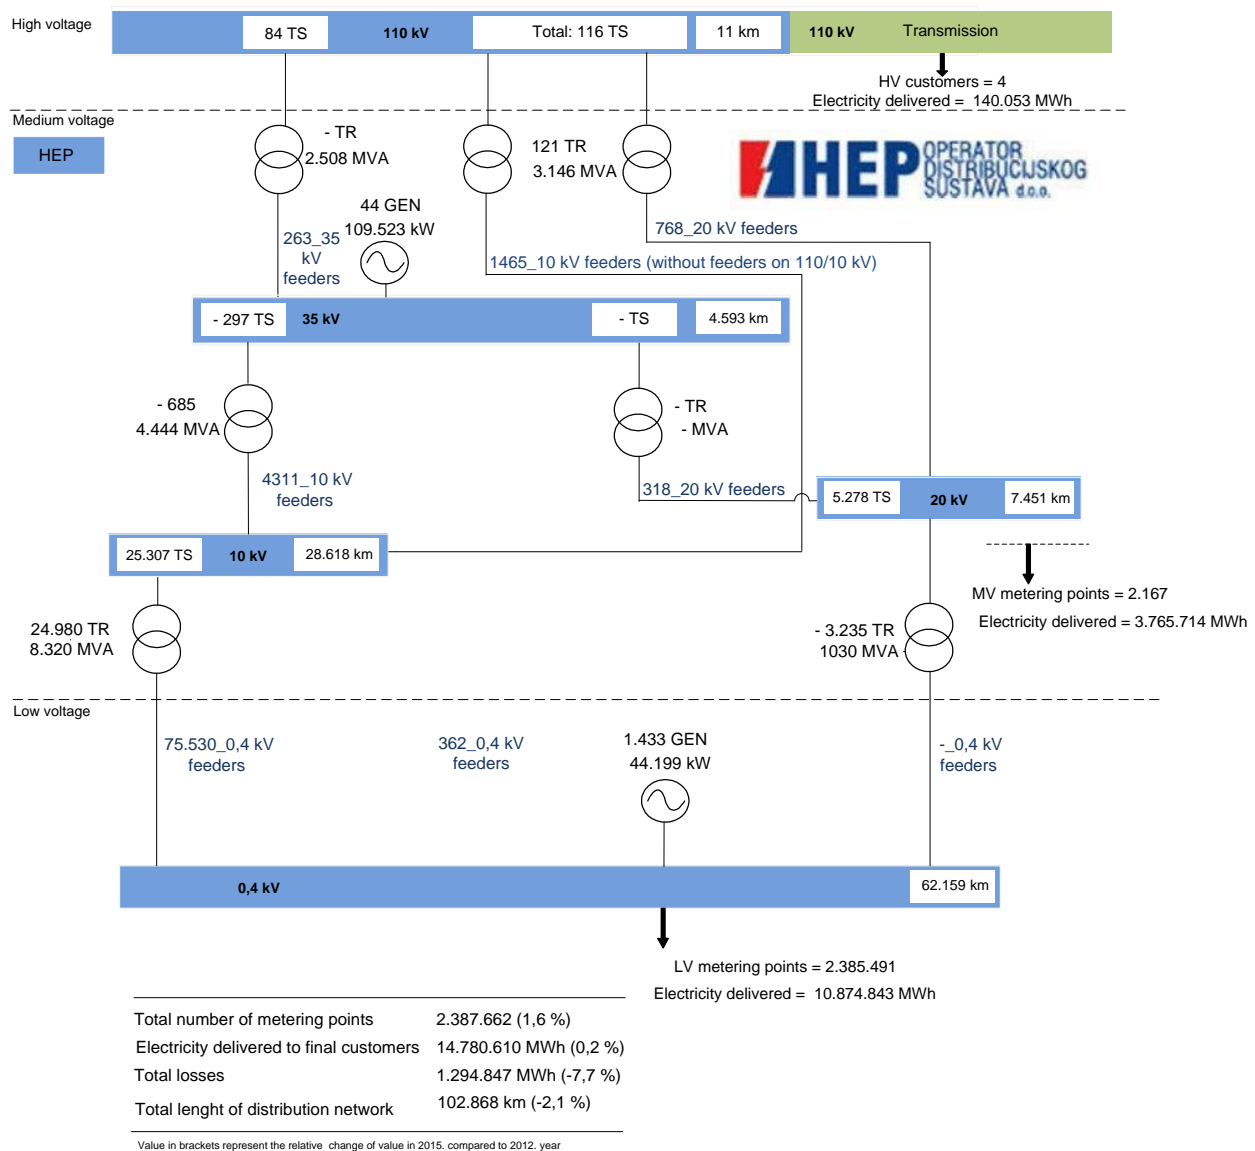 High voltage
84 TS
110 kV
Total: 116 TS
11 km
110 kV
Transmission
HV customers = 4
Electricity delivered = 140.053 MWh
Medium voltage
HEP
- TR
2.508 MVA
121 TR
3.146 MVA
HEP OPERATOR
DISTRIBUCIJSKOG
SUSTAVA d.o.o.
44 GEN
109.523 kW
263_35
kV
feeders
768_20 kV feeders
1465_10 kV feeders (without feeders on 110/10 kV)
- 297 TS
35 kV
- TS
4.593 km
- 685
4.444 MVA
- TR
- MVA
4311_10 kV
feeders
318_20 kV feeders
5.278 TS
20 kV
7.451 km
25.307 TS
10 kV
28.618 km
MV metering points = 2.167
Electricity delivered = 3.765.714 MWh
24.980 TR
8.320 MVA
- 3.235 TR
1030 MVA -
Low voltage
75.530_0,4 kV
feeders
362_0,4 kV
feeders
1.433 GEN
44.199 kW
-_0,4 kV
feeders
0,4 kV
62.159 km
LV metering points = 2.385.491
Electricity delivered = 10.874.843 MWh
Total number of metering points 2.387.662 (1,6 %)
Electricity delivered to final customers 14.780.610 MWh (0,2 %)
Total losses 1.294.847 MWh (-7,7 %)
Total lenght of distribution network 102.868 km (-2,1 %)
Value in brackets represent the relative change of value in 2015. compared to 2012. year